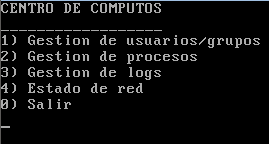 CENTRO DE COMPUTOS
__________________
1) Gestion de usuarios/grupos
2) Gestion de procesos
3) Gestion de logs
4) Estado de red
0) Salir
_